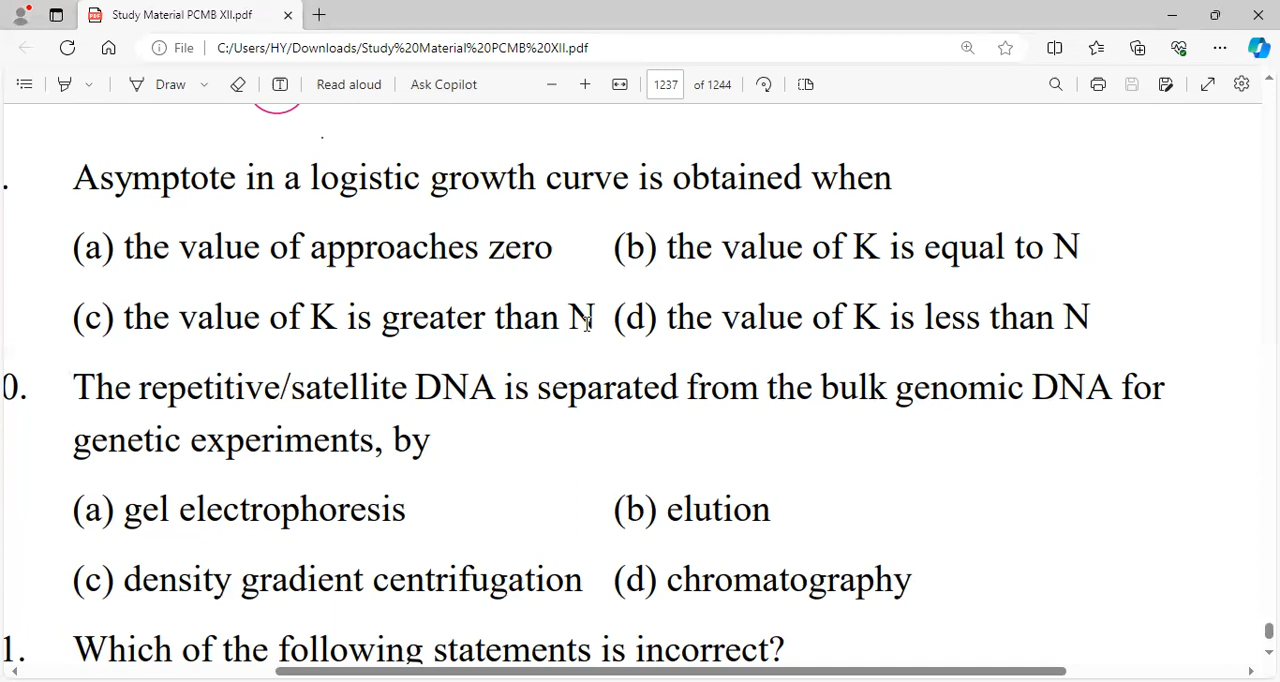 Study Material PCMB XII.pdf
File C:/Users/HY/Downloads/Study%20Material%20PCMB%20XII.pdf
Draw Read aloud Ask Copilot 1237 of 1244
. Asymptote in a logistic growth curve is obtained when
(a) the value of approaches zero (b) the value of K is equal to N
(c) the value of K is greater than N (d) the value of K is less than N
0. The repetitive/satellite DNA is separated from the bulk genomic DNA for
genetic experiments, by
(a) gel electrophoresis (b) elution
(c) density gradient centrifugation (d) chromatography
1. Which of the following statements is incorrect?